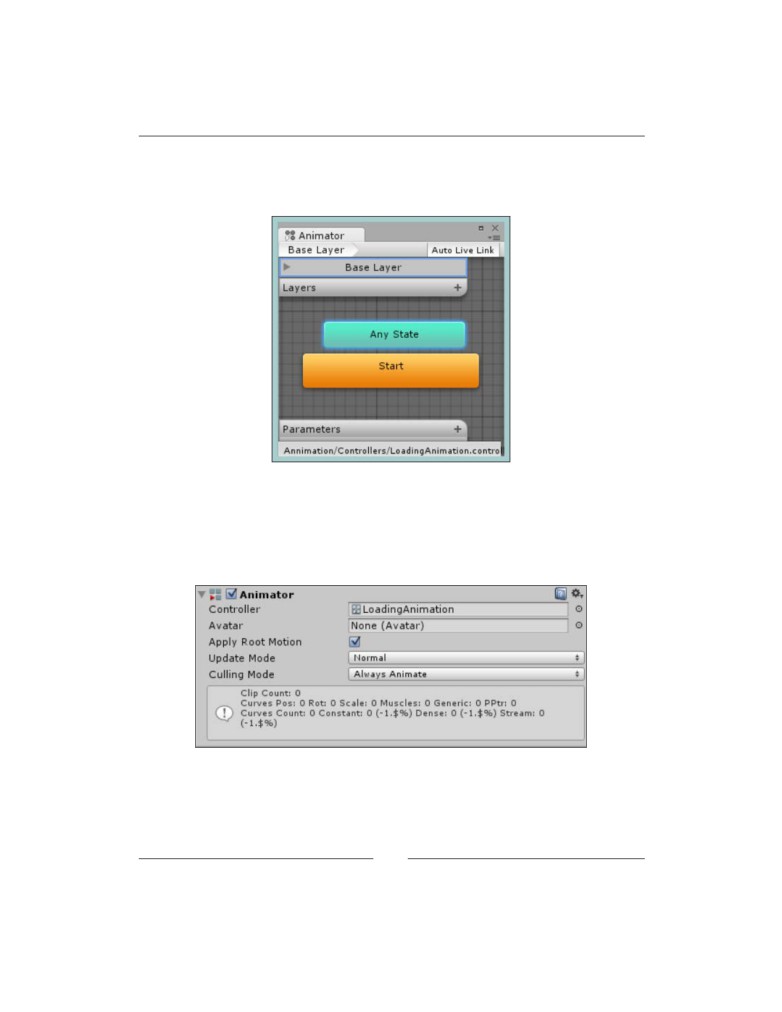 Animator
Base Layer Auto Live Link
Base Layer
Layers +
Any State
Start
Parameters +
Annimation/Controllers/LoadingAnimation.contro
Animator
Controller LoadingAnimation
Avatar None (Avatar)
Apply Root Motion
Update Mode Normal
Culling Mode Always Animate
Clip Count: 0
Curves Pos: 0 Rot: 0 Scale: 0 Muscles: 0 Generic: 0 PPtr: 0
Curves Count: 0 Constant: 0 (-1.$%) Dense: 0 (-1.$%) Stream: 0
(-1.$%)